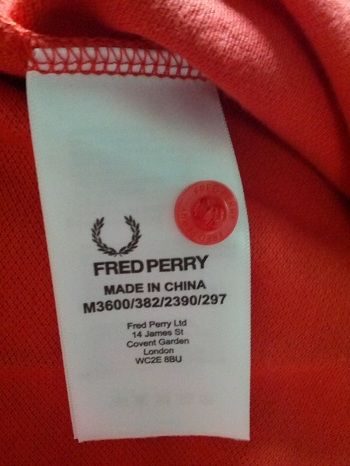 FRED PERRY
MADE IN CHINA
M3600/382/2390/297
Fred Perry Ltd
14 James St
Covent Garden
London
WC2E 8BU